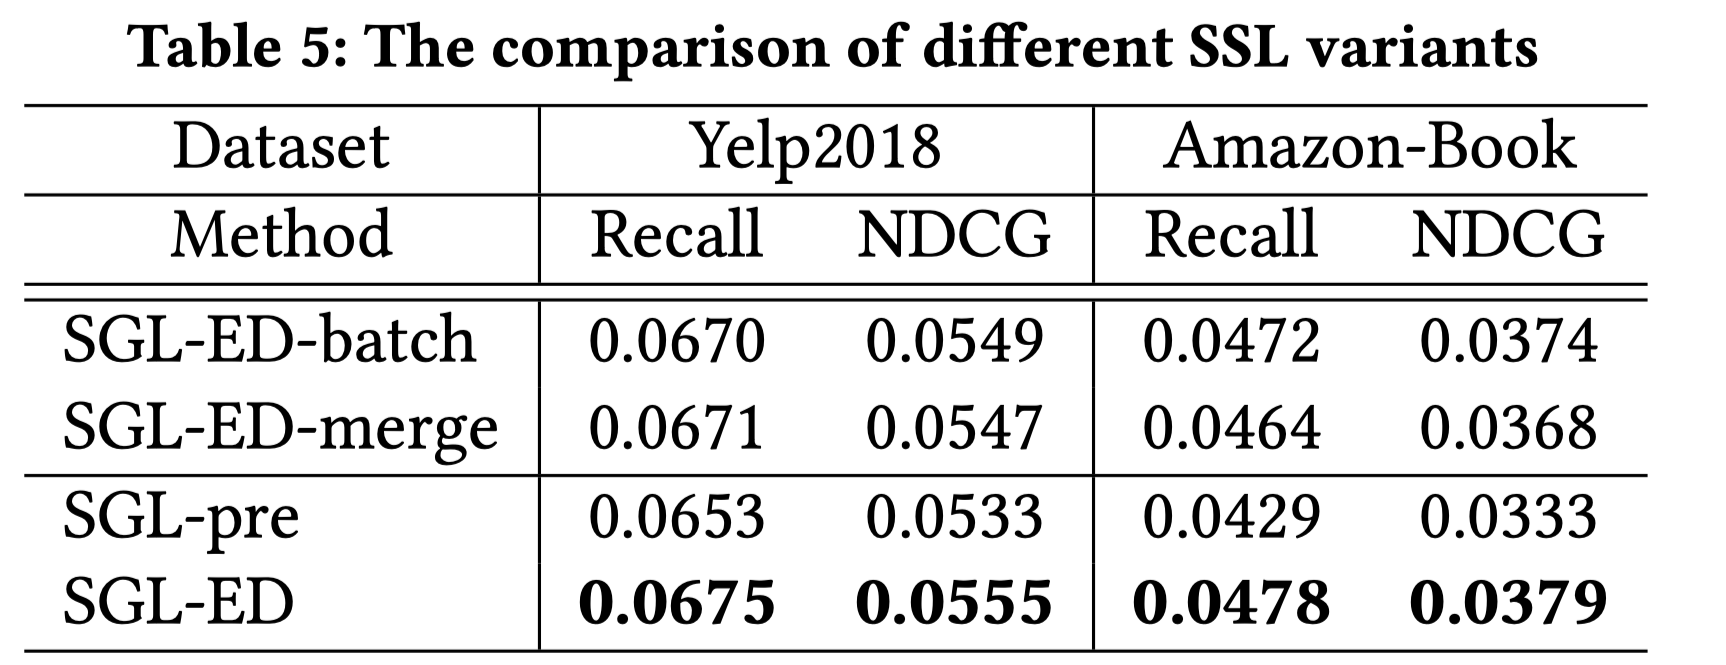 Table 5: The comparison of different SSL variants
Dataset Yelp2018 Amazon-Book
Method Recall NDCG Recall NDCG
SGL-ED-batch 0.0670 0.0549 0.0472 0.0374
SGL-ED-merge 0.0671 0.0547 0.0464 0.0368
SGL-pre 0.0653 0.0533 0.0429 0.0333
SGL-ED 0.0675 0.0555 0.0478 0.0379